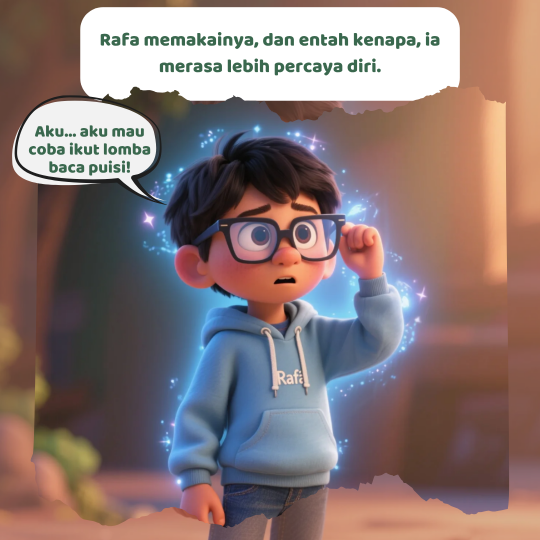 Rafa memakainya, dan entah kenapa, ia
merasa lebih percaya diri.
Aku... aku mau
coba ikut lomba
baca puisi!
Rafa